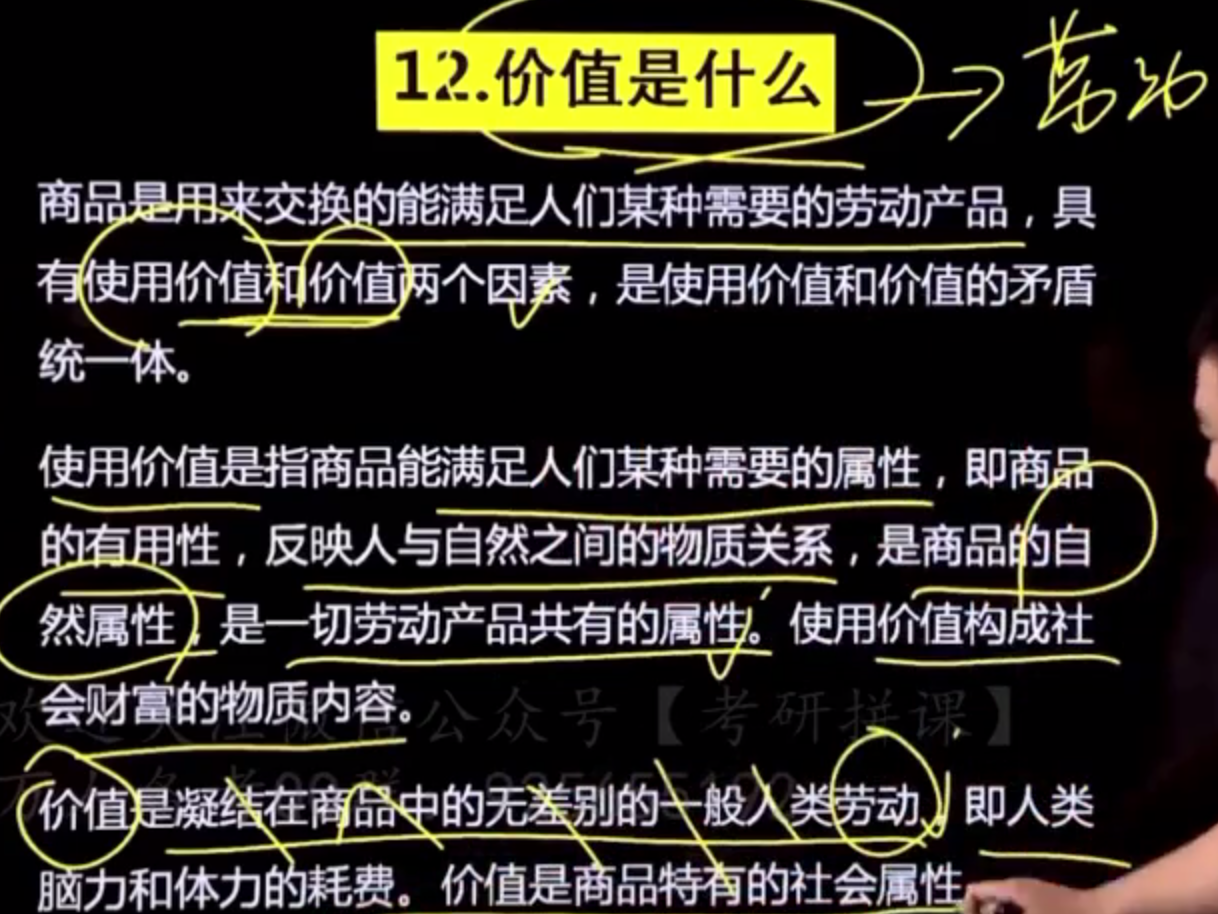 12.价值是什么
劳动
商品是用来交换的能满足人们某种需要的劳动产品，具
有使用价值和价值两个因素，是使用价值和价值的矛盾
统一体。
使用价值是指商品能满足人们某种需要的属性，即商品
的有用性，反映人与自然之间的物质关系，是商品的自
然属性，是一切劳动产品共有的属性。使用价值构成社
会财富的物质内容。
公众号【考研拼课】
价值是凝结在商品中的无差别的一般人类劳动，即人类
脑力和体力的耗费。价值是商品特有的社会属性